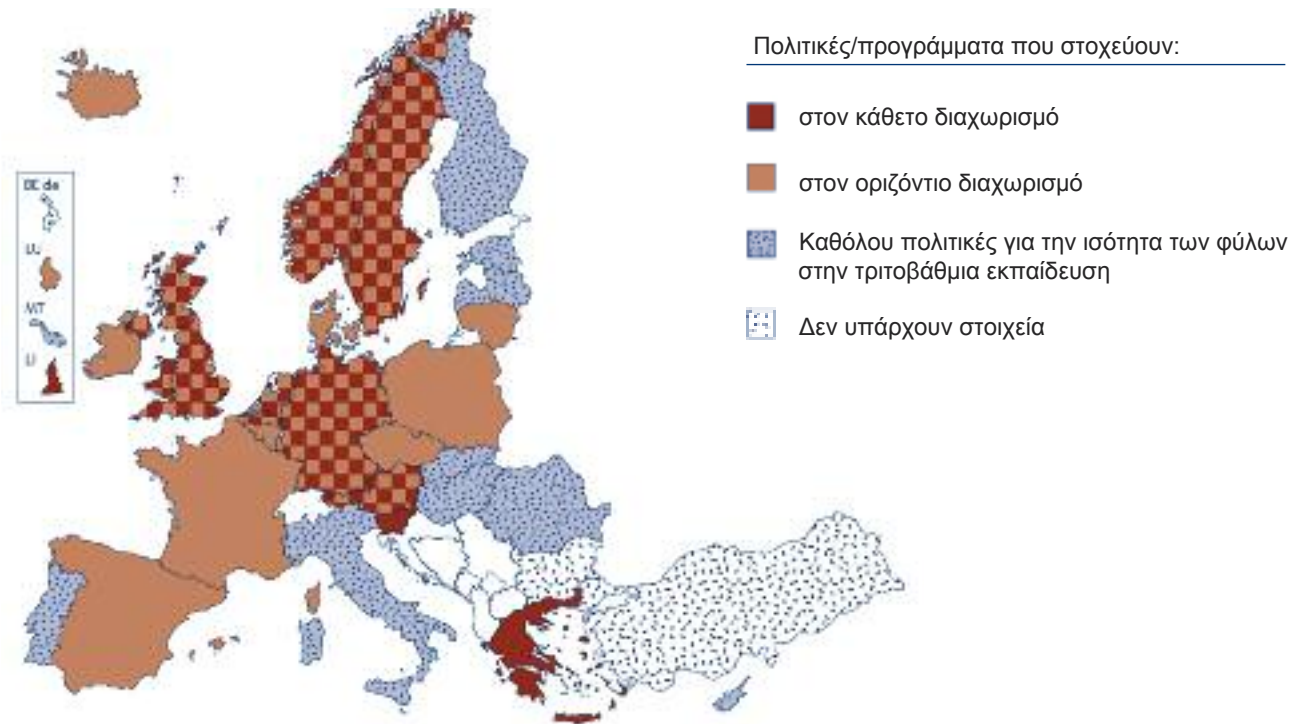 Πολιτικές/προγράμματα που στοχεύουν:
στον κάθετο διαχωρισμό
στον οριζόντιο διαχωρισμό
Καθόλου πολιτικές για την ισότητα των φύλων
στην τριτοβάθμια εκπαίδευση
Δεν υπάρχουν στοιχεία
BE de
LU
MT
LI